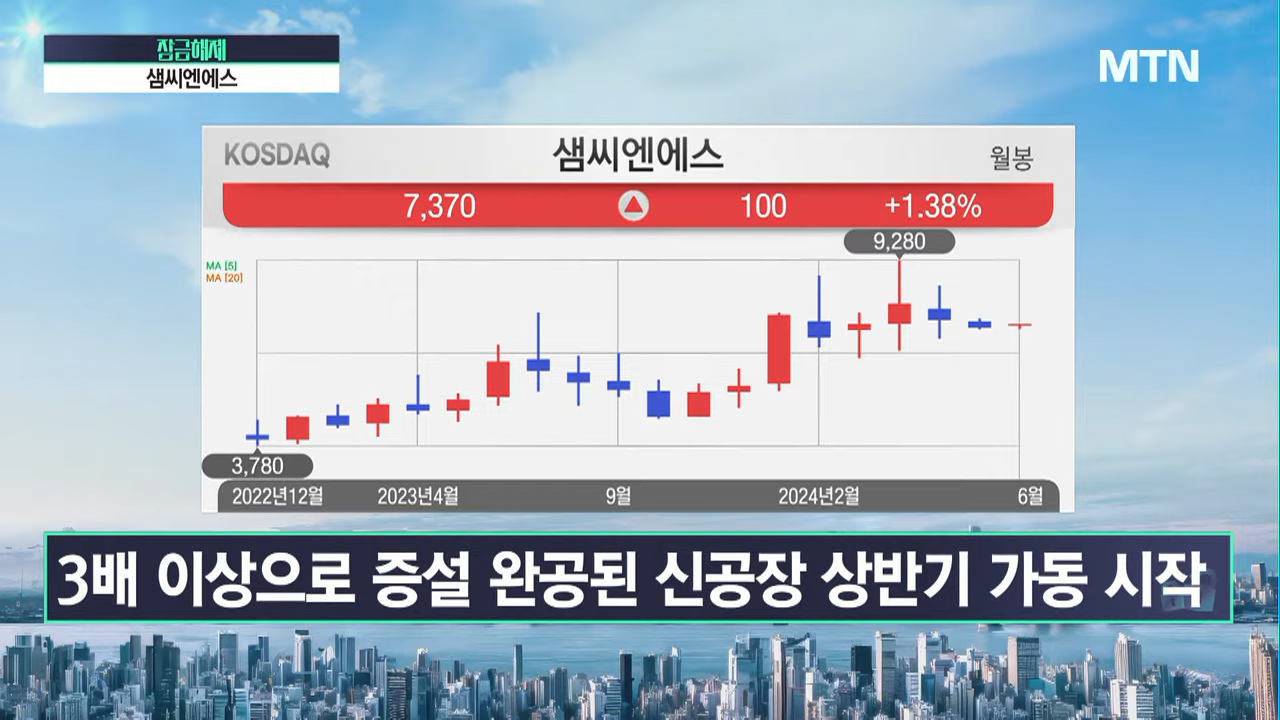 잠금해제
샘씨엔에스
MTN
KOSDAQ
샘씨엔에스
월봉
7,370 100 +1.38%
9,280
MA [5]
MA [20]
3,780
2022년12월 2023년4월 9월 2024년2월 6월
3배 이상으로 증설 완공된 신공장 상반기 가동 시작